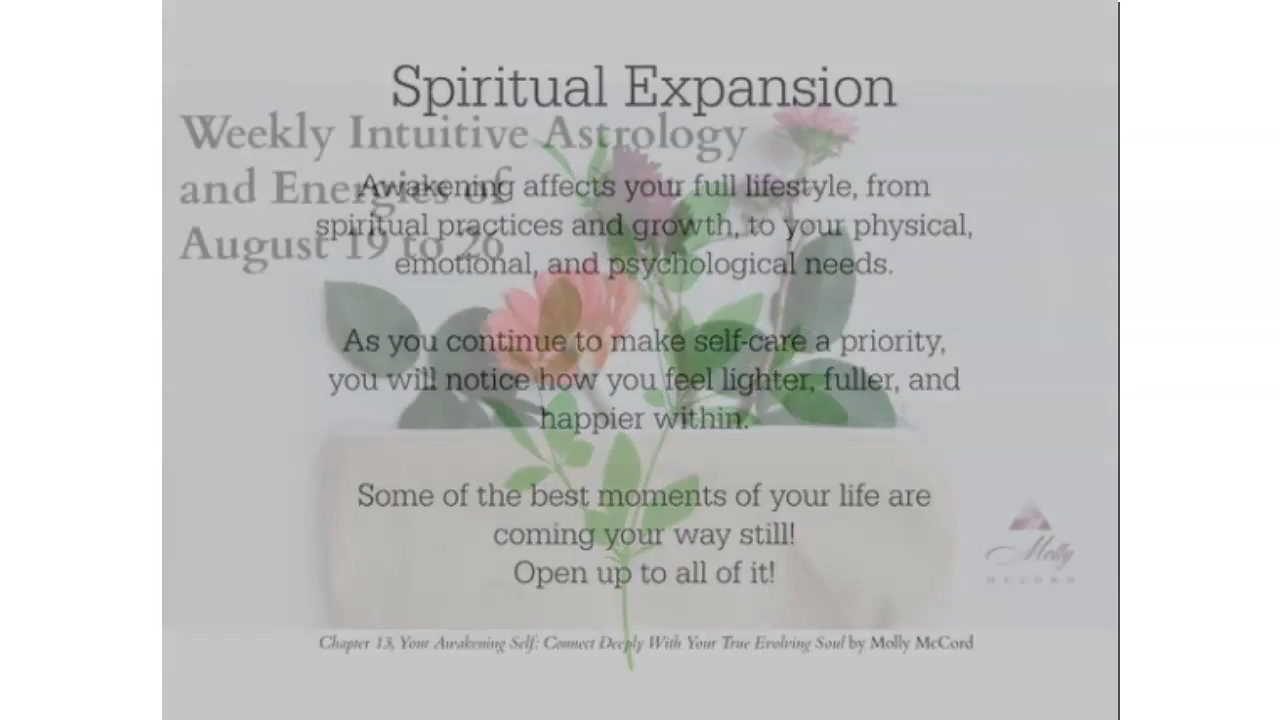 Spiritual Expansion
Weekly Intuitive Astrology
and Energies of
August 19 to 26
Awakening affects your full lifestyle, from
spiritual practices and growth, to your physical,
emotional, and psychological needs.
As you continue to make self-care a priority,
you will notice how you feel lighter, fuller, and
happier within.
Some of the best moments of your life are
coming your way still!
Open up to all of it!
Molly
McCord
Chapter 13, Your Awakening Self: Connect Deeply With Your True Evolving Soul by Molly McCord